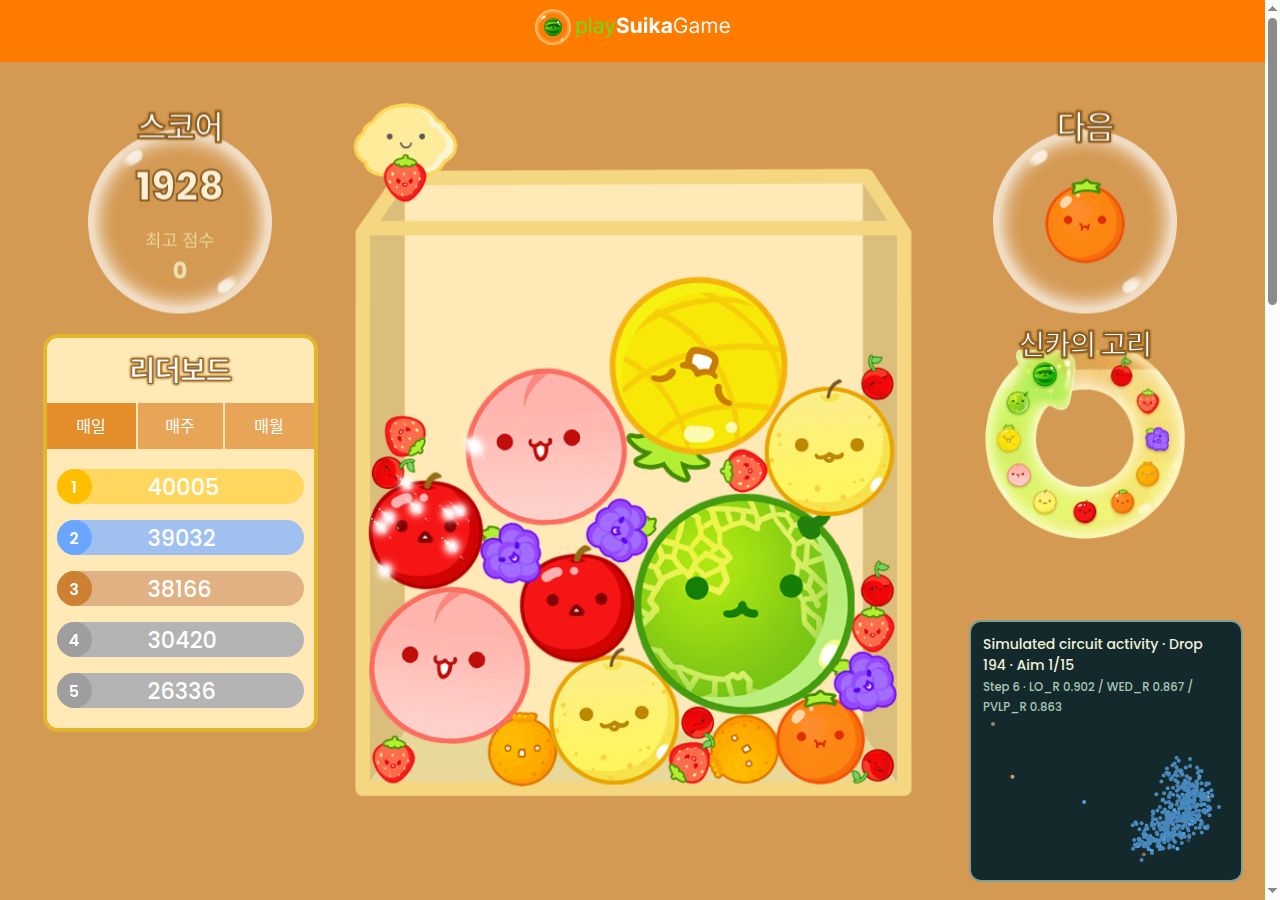 playSuikaGame
스코어
1928
최고 점수
0
리더보드
매일 매주 매월
1 40005
2 39032
3 38166
4 30420
5 26336
다음
신카의 고리
Simulated circuit activity · Drop
194 · Aim 1/15
Step 6 · LO_R 0.902 / WED_R 0.867 /
PVLP_R 0.863